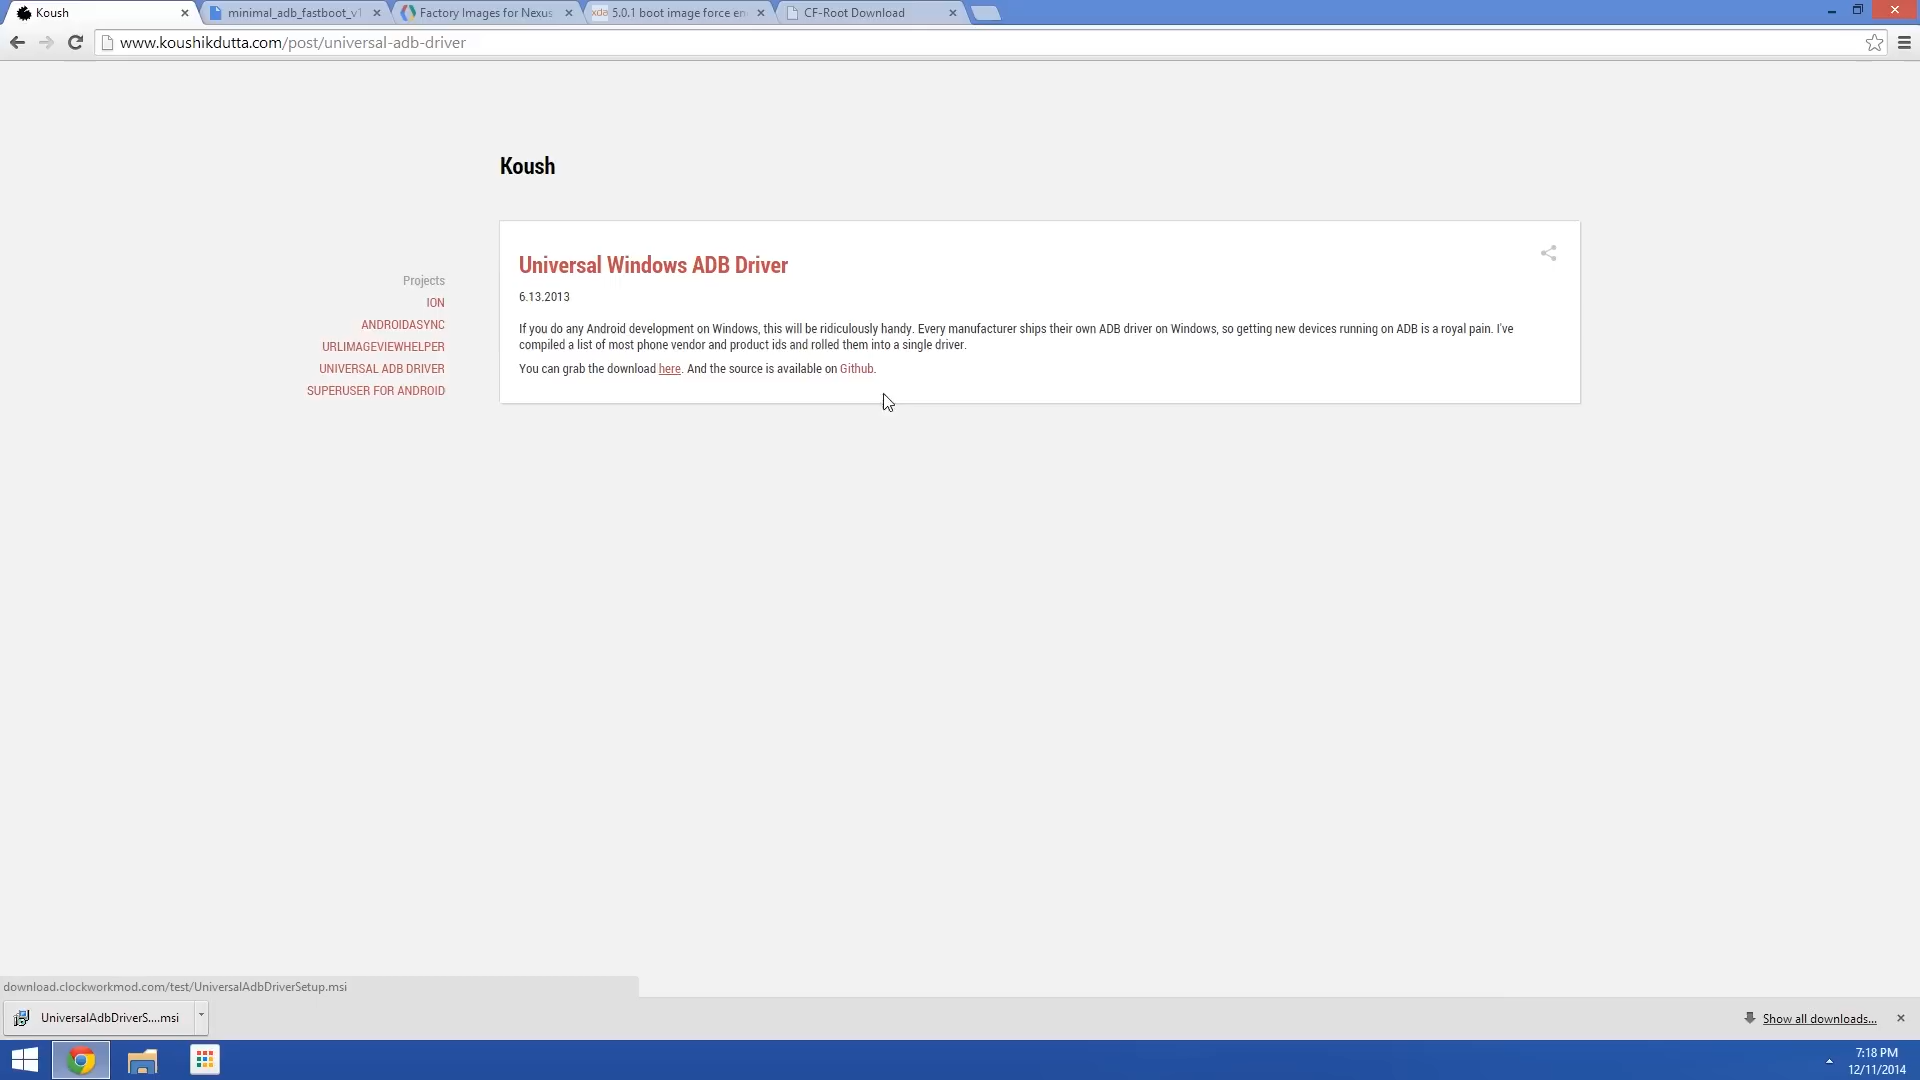 Koush
minimal_adb_fastboot_v1
Factory Images for Nexus
xda 5.0.1 boot image force en
CF-Root Download
www.koushikdutta.com/post/universal-adb-driver
Koush
Projects
ION
ANDROIDASYNC
URLIMAGEVIEWHELPER
UNIVERSAL ADB DRIVER
SUPERUSER FOR ANDROID
Universal Windows ADB Driver
6.13.2013
If you do any Android development on Windows, this will be ridiculously handy. Every manufacturer ships their own ADB driver on Windows, so getting new devices running on ADB is a royal pain. I've
compiled a list of most phone vendor and product ids and rolled them into a single driver.
You can grab the download here. And the source is available on Github.
download.clockworkmod.com/test/UniversalAdbDriverSetup.msi
UniversalAdbDriverS....msi
Show all downloads...
7:18 PM
12/11/2014